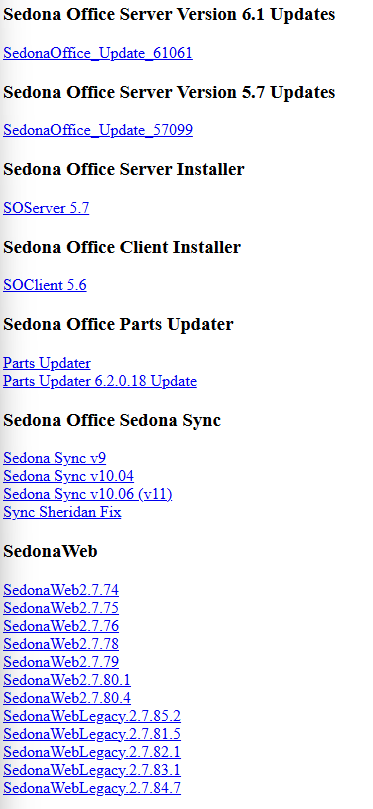 Sedona Office Server Version 6.1 Updates
SedonaOffice_Update_61061
Sedona Office Server Version 5.7 Updates
SedonaOffice_Update_57099
Sedona Office Server Installer
SOServer 5.7
Sedona Office Client Installer
SOClient 5.6
Sedona Office Parts Updater
Parts Updater
Parts Updater 6.2.0.18 Update
Sedona Office Sedona Sync
Sedona Sync v9
Sedona Sync v10.04
Sedona Sync v10.06 (v11)
Sync Sheridan Fix
SedonaWeb
SedonaWeb2.7.74
SedonaWeb2.7.75
SedonaWeb2.7.76
SedonaWeb2.7.78
SedonaWeb2.7.79
SedonaWeb2.7.80.1
SedonaWeb2.7.80.4
SedonaWebLegacy.2.7.85.2
SedonaWebLegacy.2.7.81.5
SedonaWebLegacy.2.7.82.1
SedonaWebLegacy.2.7.83.1
SedonaWebLegacy.2.7.84.7